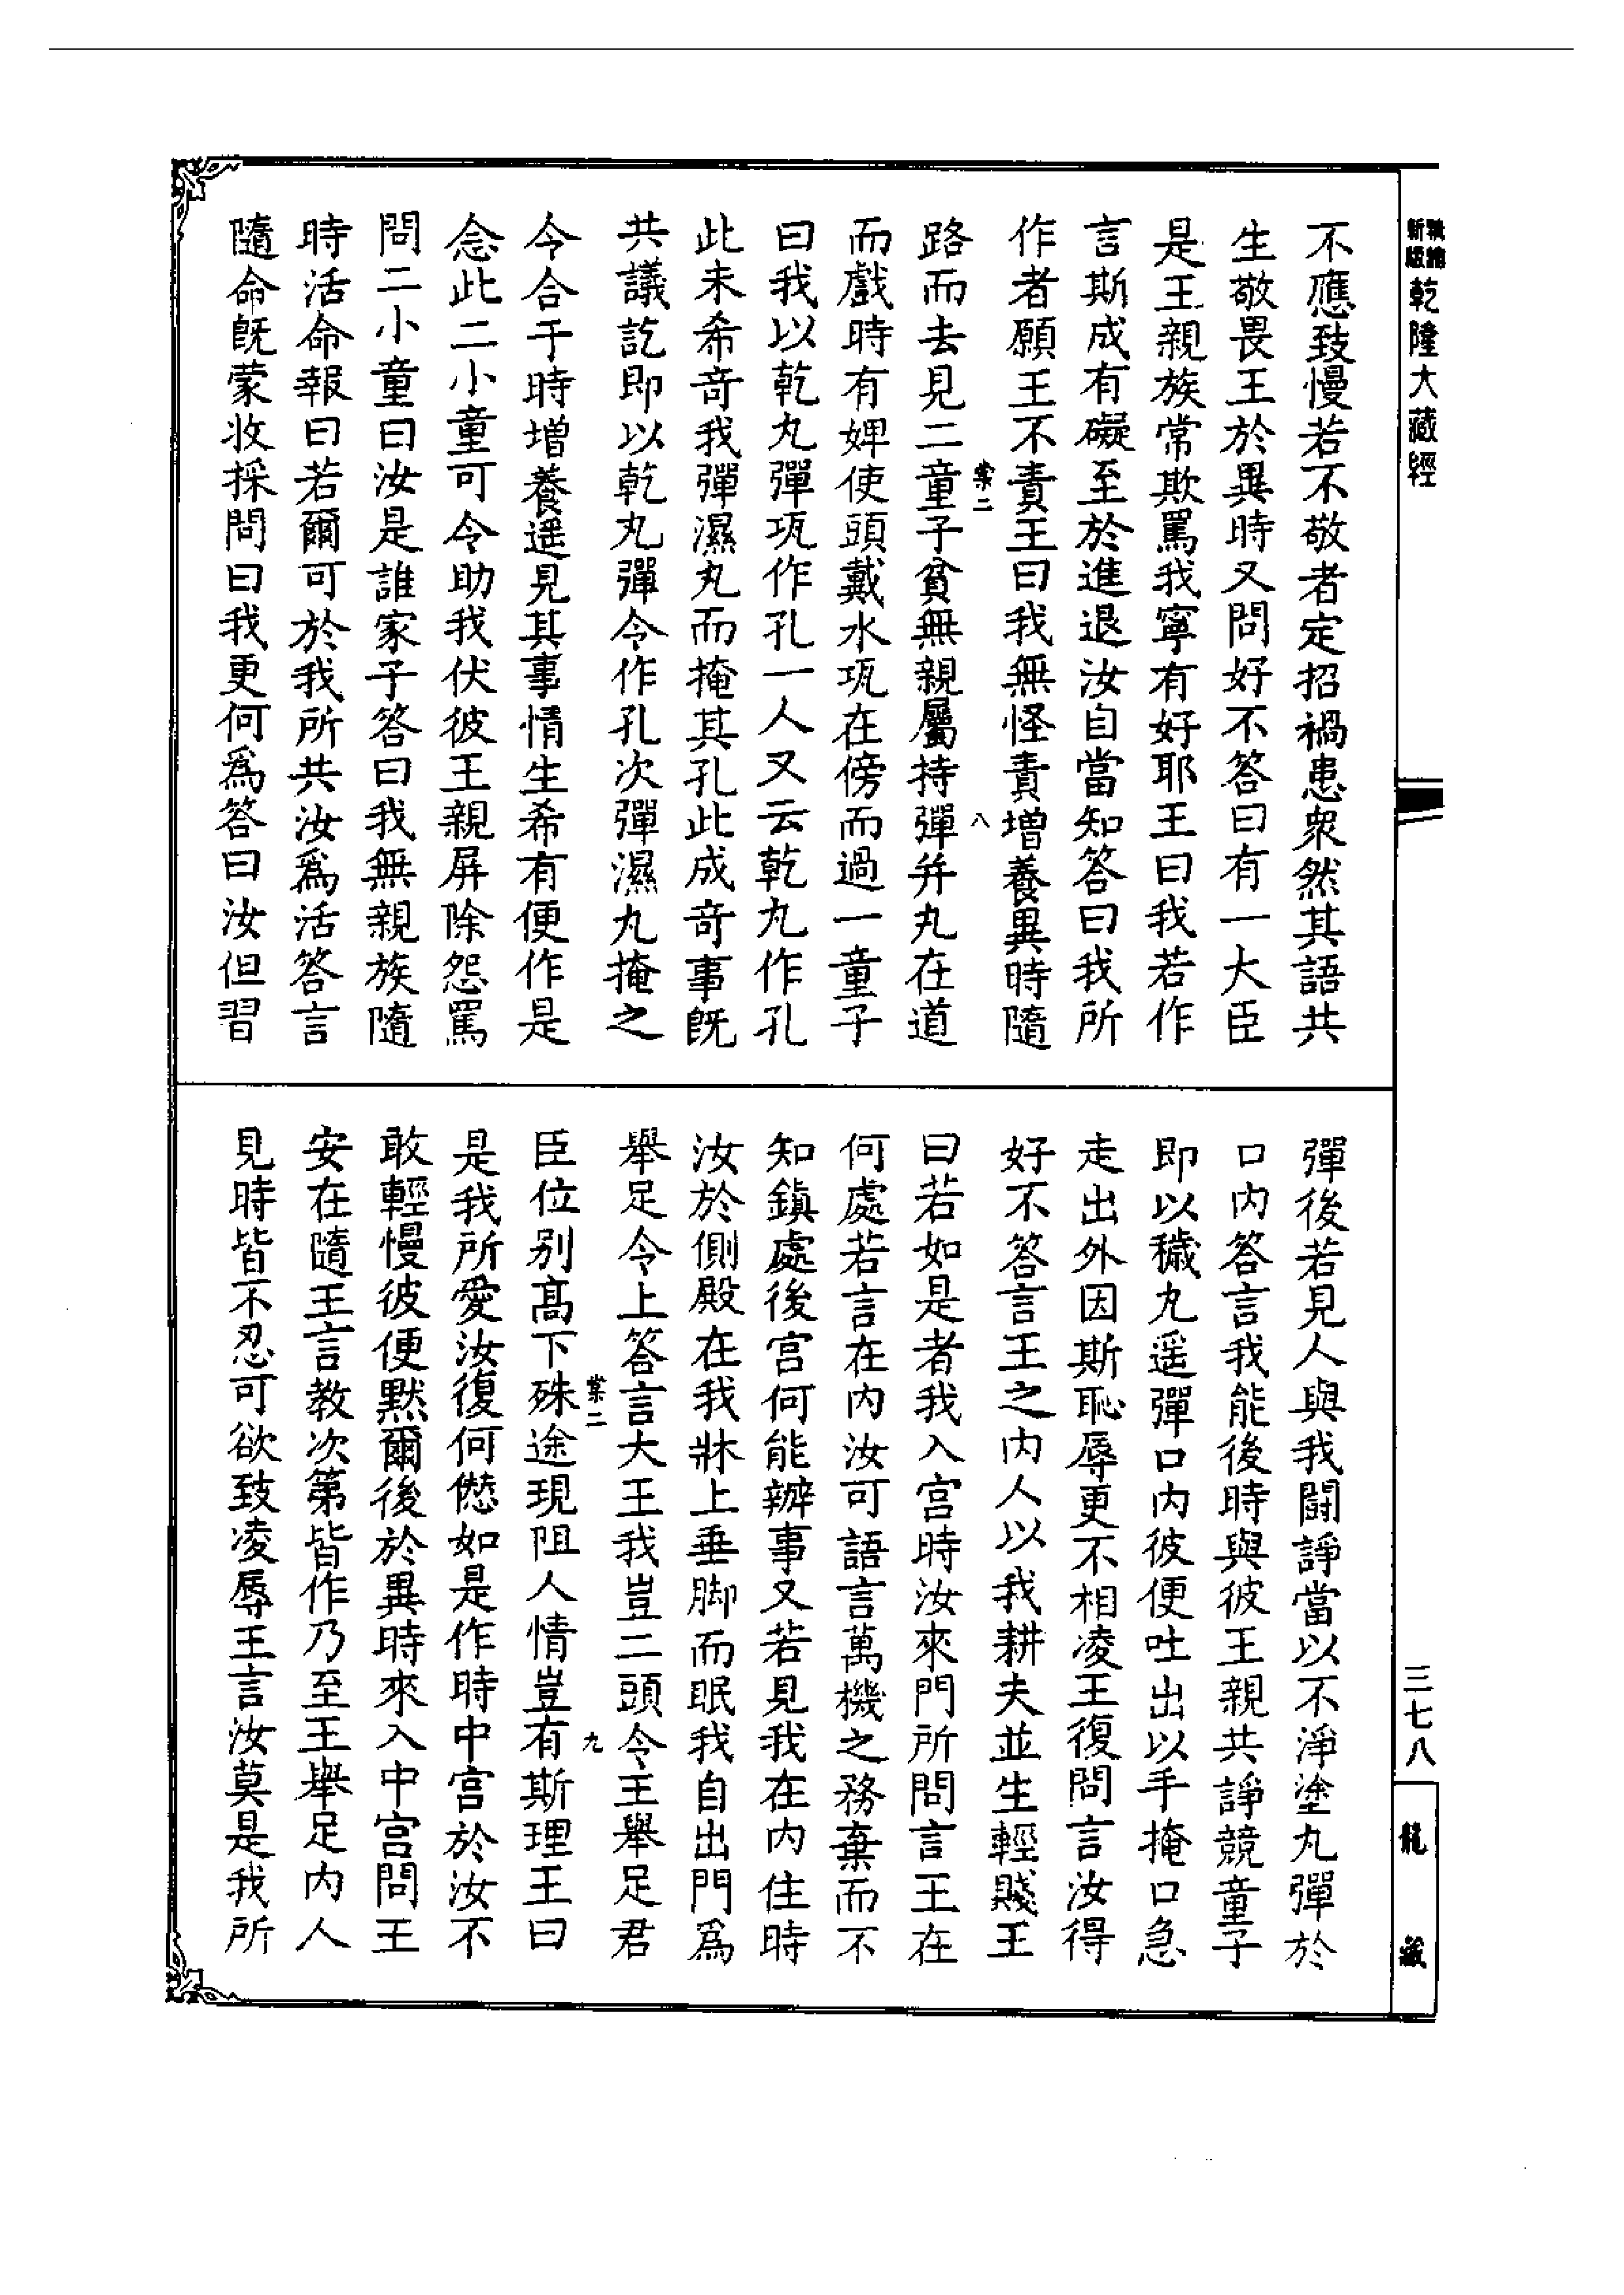 新版
乾隆大藏經
不應致慢若不敬者定招禍患衆然其語共
生敬畏王於異時又問好不答曰有一大臣
是王親族常欺罵我寧有好耶王曰我若作
言斯成有礙至於進退汝自當知答曰我所
作者願王不責王曰我無怪責增養異時隨
棠二 八
路而去見二童子貧無親屬持彈并丸在道
而戲時有婢使頭戴水瓨在傍而過一童子
曰我以乾丸彈瓨作孔一人又云乾丸作孔
此未希奇我彈濕丸而掩其孔此成奇事既
共議訖即以乾丸彈令作孔次彈濕丸掩之
令合于時增養遥見其事情生希有便作是
念此二小童可令助我伏彼王親屏除怨罵
問二小童曰汝是誰家子答曰我無親族隨
時活命報曰若爾可於我所共汝爲活答言
隨命旣蒙收採問曰我更何爲答曰汝但習
彈後若見人與我鬪諍當以不淨塗丸彈於
口内答言我能後時與彼王親共諍競童子
即以穢丸遥彈口内彼便吐出以手掩口急
走出外因斯恥辱更不相凌王復問言汝得
好不答言王之内人以我耕夫並生輕賤王
曰若如是者我入宫時汝來門所問言王在
何處若言在内汝可語言萬機之務棄而不
知鎮處後宫何能辦事又若見我在内住時
汝於側殿在我牀上垂脚而眠我自出門爲
舉足令上答言大王我豈二頭令王舉足君
棠二 九
臣位别髙下殊途現阻人情豈有斯理王曰
是我所愛汝復何愆如是作時中宫於汝不
敢輕慢彼便默爾後於異時來入中宫問王
安在隨王言教次第皆作乃至王舉足内人
見時皆不忍可欲致凌辱王言汝莫是我所
三七八
龍藏